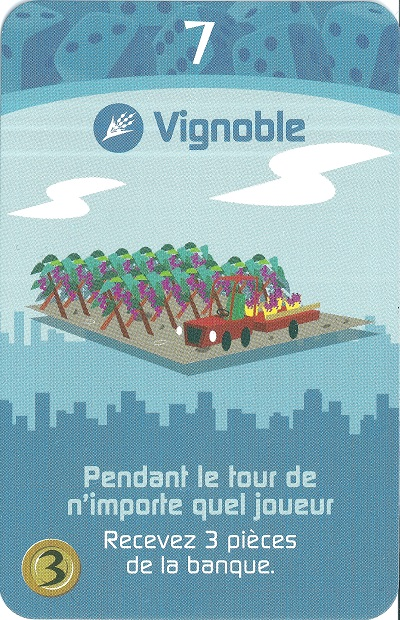 7
Vignoble
Pendant le tour de
n'importe quel joueur
Recevez 3 pièces
de la banque.
3